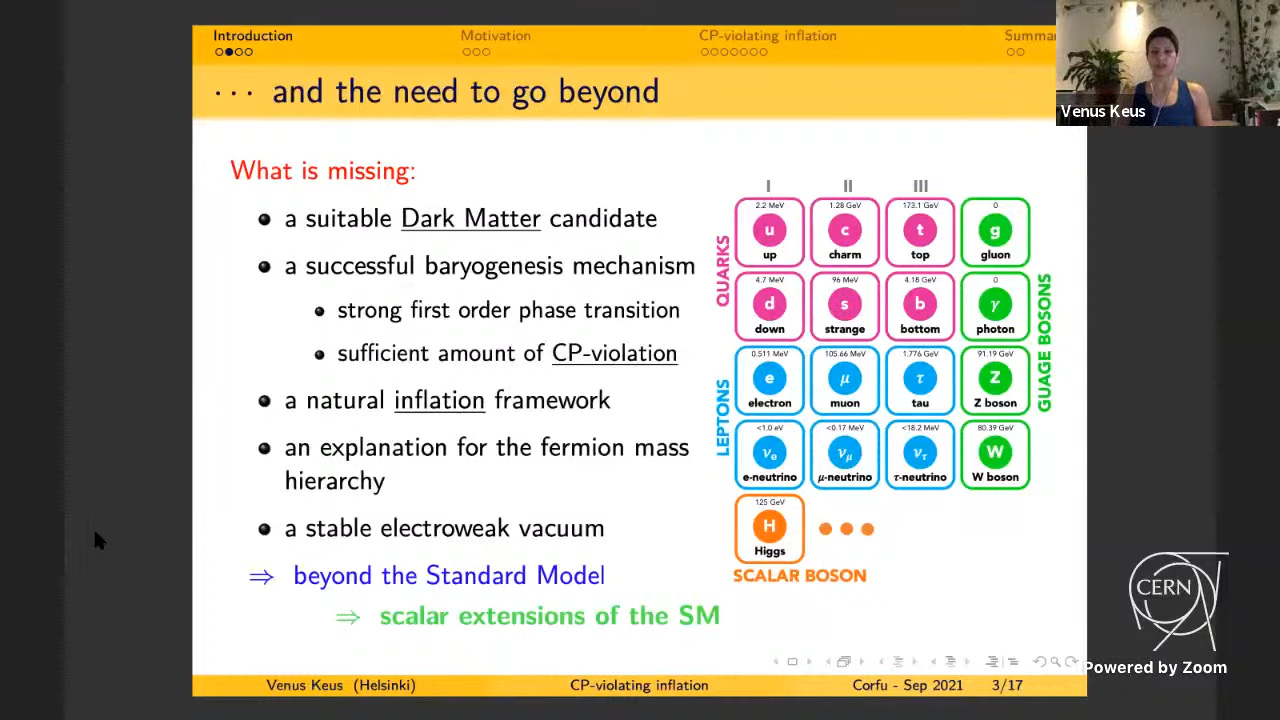 Introduction
Motivation
CP-violating inflation
Summar
Venus Keus
··· and the need to go beyond
What is missing:
• a suitable Dark Matter candidate
• a successful baryogenesis mechanism
• strong first order phase transition
• sufficient amount of CP-violation
• a natural inflation framework
• an explanation for the fermion mass
hierarchy
• a stable electroweak vacuum
⇒ beyond the Standard Model
⇒ scalar extensions of the SM
I II III
QUARKS
2.2 MeV 1.28 GeV 173.1 GeV 0
u c t g
up charm top gluon
4.7 MeV 96 MeV 4.18 GeV 0
d s b γ
down strange bottom photon
GUAGE BOSONS
LEPTONS
0.511 MeV 105.66 MeV 1.776 GeV 91.19 GeV
e μ τ Z
electron muon tau Z boson
<1.0 eV <0.17 MeV <18.2 MeV 80.39 GeV
νe νμ ντ W
e-neutrino μ-neutrino τ-neutrino W boson
125 GeV
H
Higgs
SCALAR BOSON
CERN
Powered by Zoom
Venus Keus (Helsinki) CP-violating inflation Corfu - Sep 2021 3/17